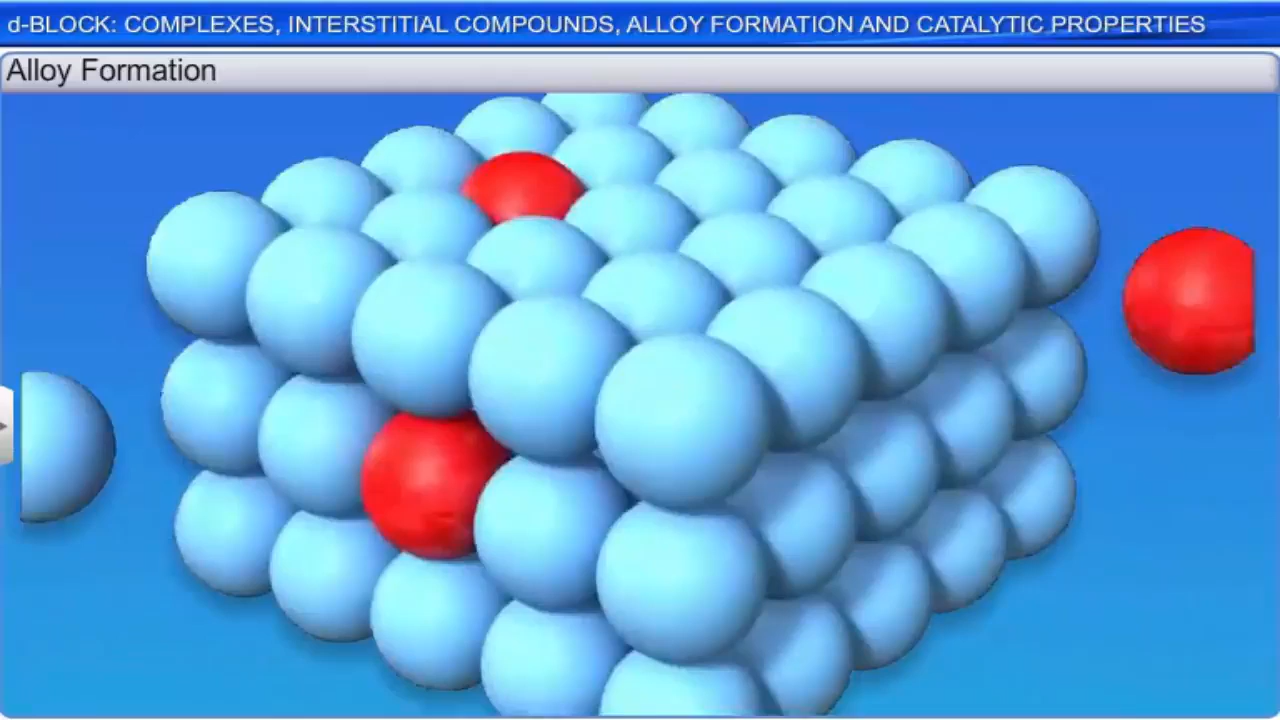 d-BLOCK: COMPLEXES, INTERSTITIAL COMPOUNDS, ALLOY FORMATION AND CATALYTIC PROPERTIES
Alloy Formation